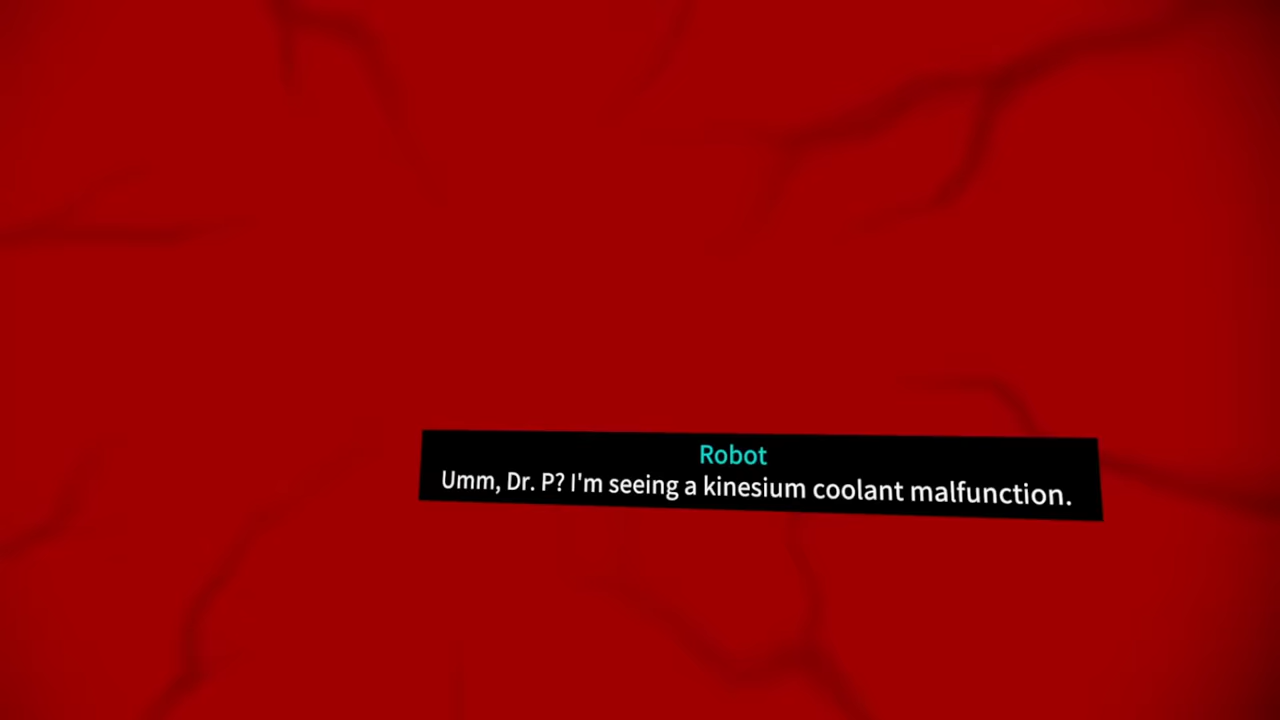 Robot
Umm, Dr. P? I'm seeing a kinesium coolant malfunction.